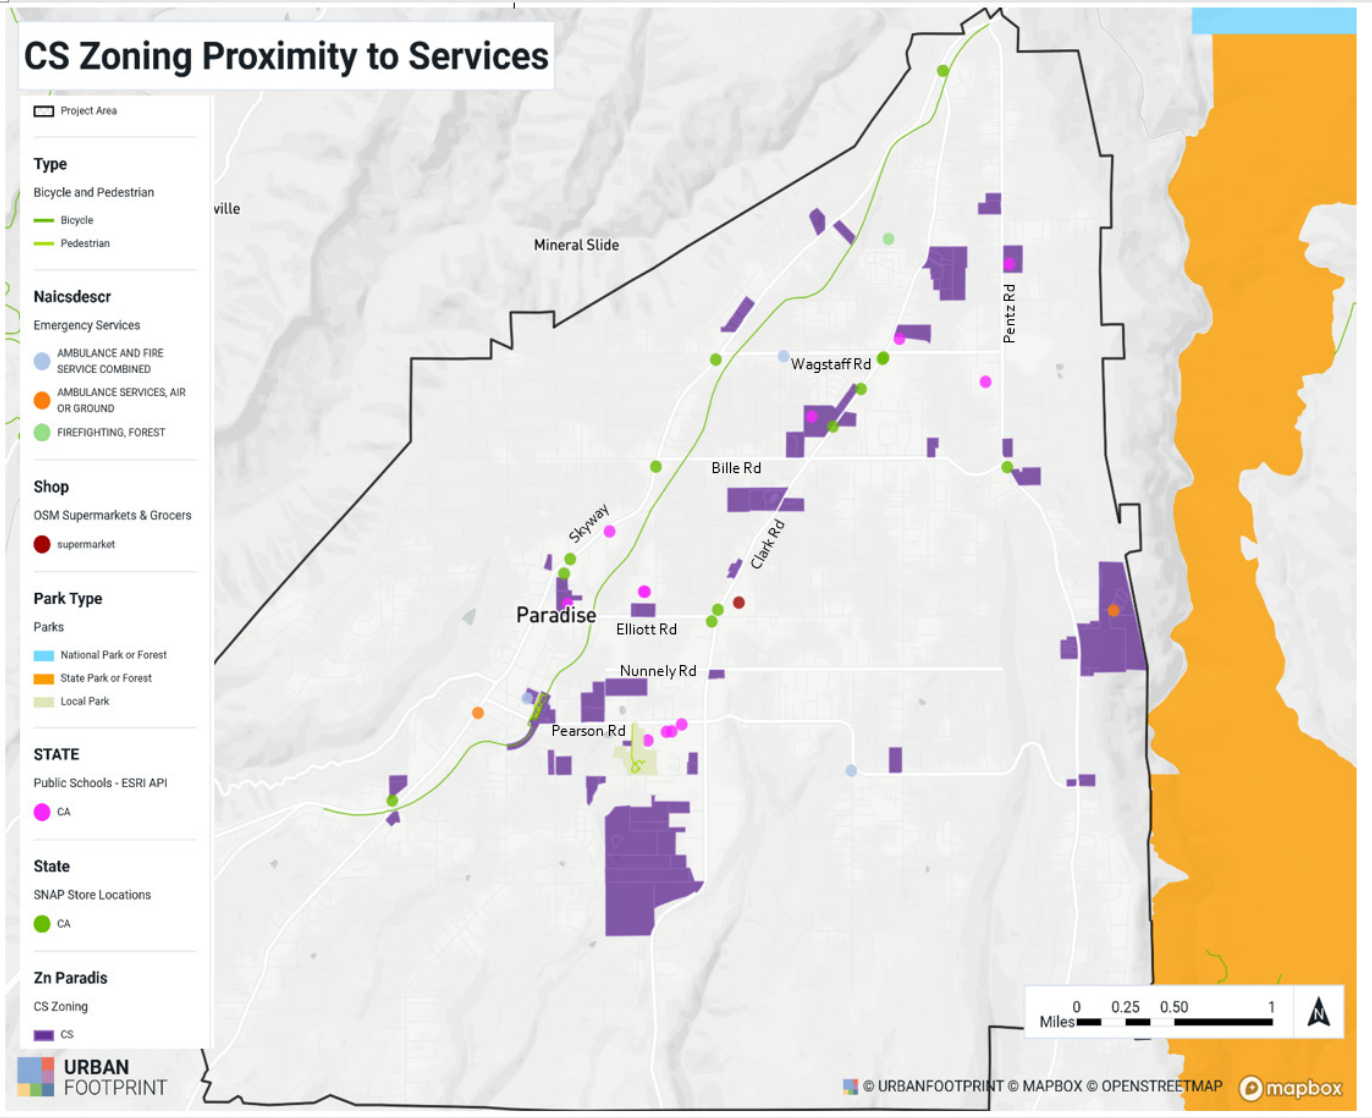 CS Zoning Proximity to Services
Project Area
Type
Bicycle and Pedestrian
Bicycle
Pedestrian
Naicsdescr
Emergency Services
AMBULANCE AND FIRE
SERVICE COMBINED
AMBULANCE SERVICES, AIR
OR GROUND
FIREFIGHTING, FOREST
Shop
OSM Supermarkets & Grocers
supermarket
Park Type
Parks
National Park or Forest
State Park or Forest
Local Park
STATE
Public Schools - ESRI API
CA
State
SNAP Store Locations
CA
Zn Paradis
CS Zoning
CS
URBAN
FOOTPRINT
ville
Mineral Slide
Pentz Rd
Wagstaff Rd
Bille Rd
Skyway
Clark Rd
Paradise
Elliott Rd
Nunnely Rd
Pearson Rd
0 0.25 0.50 1
Miles
N
© URBANFOOTPRINT © MAPBOX © OPENSTREETMAP
mapbox